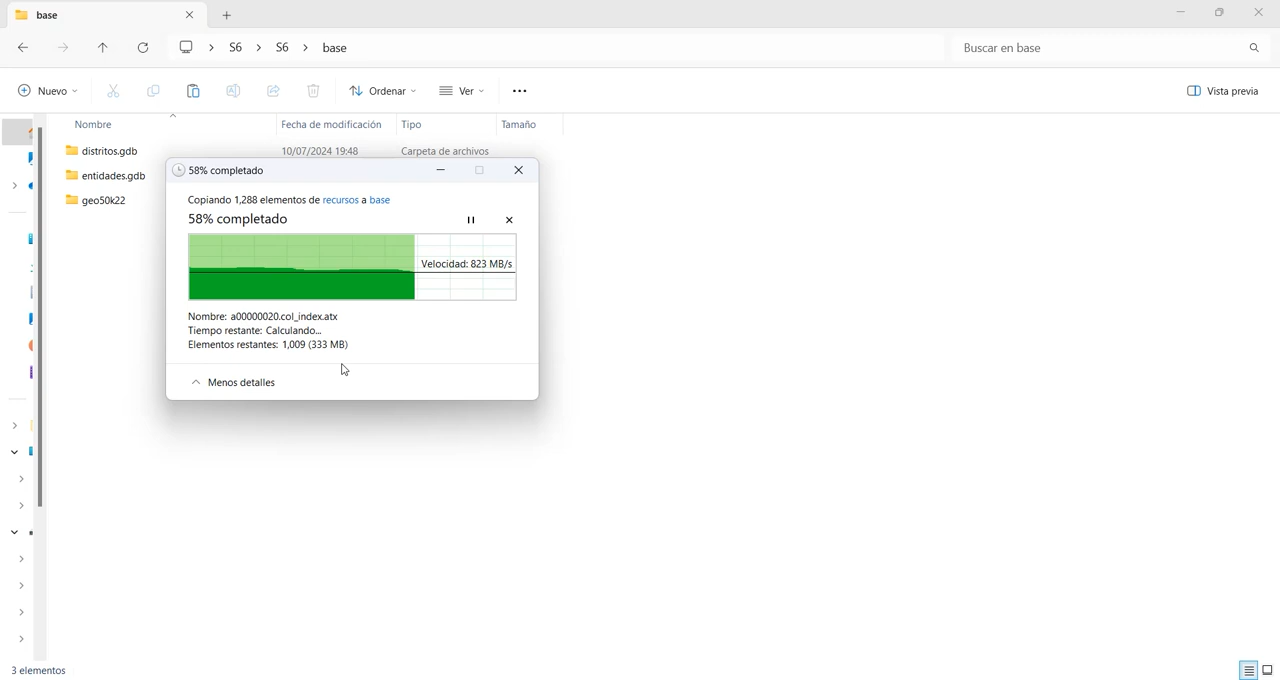 base
S6 S6 base
Buscar en base
Nuevo Ordenar Ver Vista previa
Nombre Fecha de modificación Tipo Tamaño
distritos.gdb 10/07/2024 19:48 Carpeta de archivos
entidades.gdb
geo50k22
58% completado
Copiando 1,288 elementos de recursos a base
58% completado
Velocidad: 823 MB/s
Nombre: a00000020.col_index.atx
Tiempo restante: Calculando...
Elementos restantes: 1,009 (333 MB)
Menos detalles
3 elementos